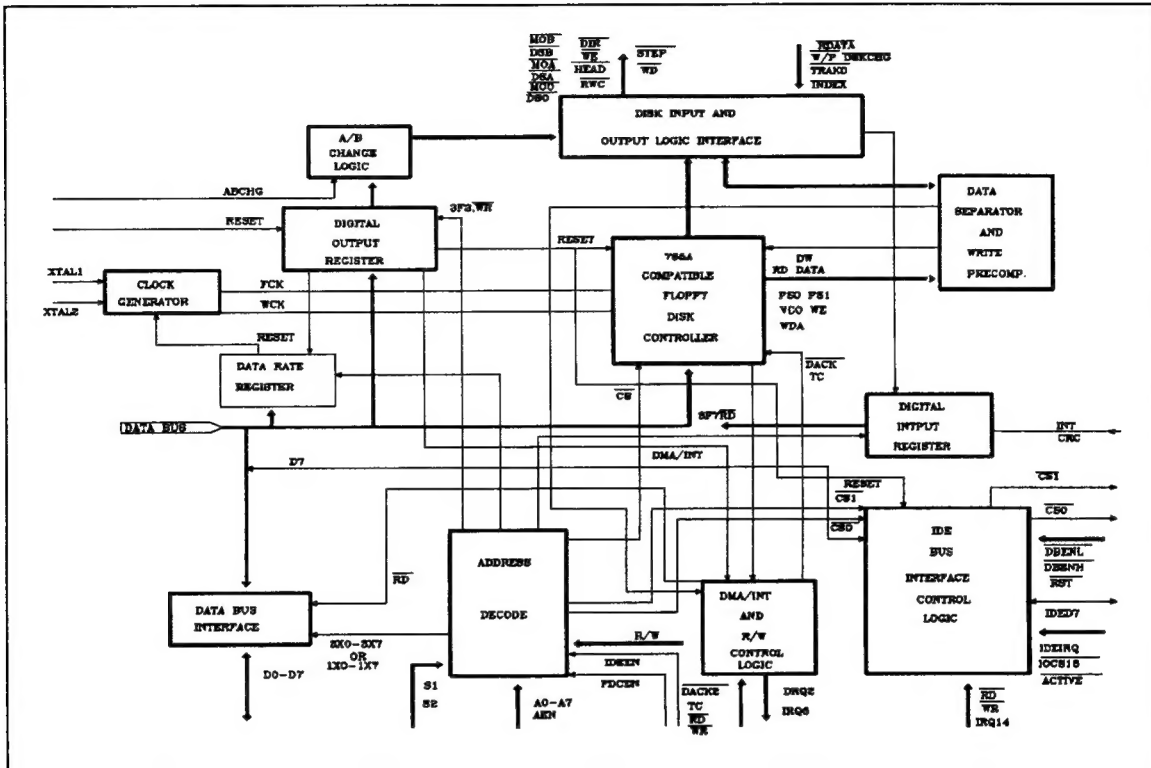 MOB
DSB
MOA
DSA
DSO
DIR
WE
HEAD
RWC
STEP
WD
RDATA
W/P DSKCHG
TRAKO
INDEX
DISK INPUT AND
OUTPUT LOGIC INTERFACE
A/B
CHANGE
LOGIC
ABCHG
RESET
DIGITAL
OUTPUT
REGISTER
3F2.WR
RESET
DATA
SEPARATOR
AND
WRITE
PRECOMP.
765A
COMPATIBLE
FLOPPY
DISK
CONTROLLER
DW
RD DATA
PS0 PS1
VCO WE
WDA
XTAL1
XTAL2
CLOCK
GENERATOR
FCK
WCK
RESET
DATA RATE
REGISTER
CS
DACK
TC
3F7RD
DIGITAL
INTPUT
REGISTER
INT
CRC
DATA BUS
D7
DMA/INT
RESET
CS1
CS0
CS1
CS0
IDE
BUS
INTERFACE
CONTROL
LOGIC
DBENL
DBENH
RST
IDED7
IDEIRQ
IOCS16
ACTIVE
RD
WR
IRQ14
RD
ADDRESS
DECODE
DMA/INT
AND
R/W
CONTROL
LOGIC
R/W
IDEEN
FDCEN
DATA BUS
INTERFACE
3X0-3X7
OR
1X0-1X7
D0-D7
S1
S2
A0-A7
AEN
DACK2
TC
RD
WR
DRQ2
IRQ6